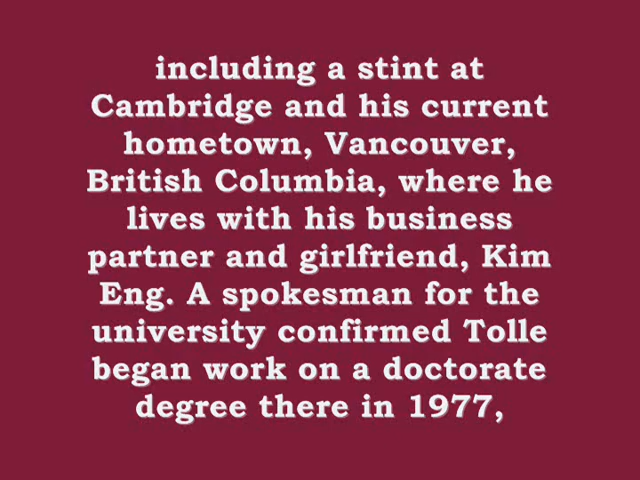 including a stint at
Cambridge and his current
hometown, Vancouver,
British Columbia, where he
lives with his business
partner and girlfriend, Kim
Eng. A spokesman for the
university confirmed Tolle
began work on a doctorate
degree there in 1977,